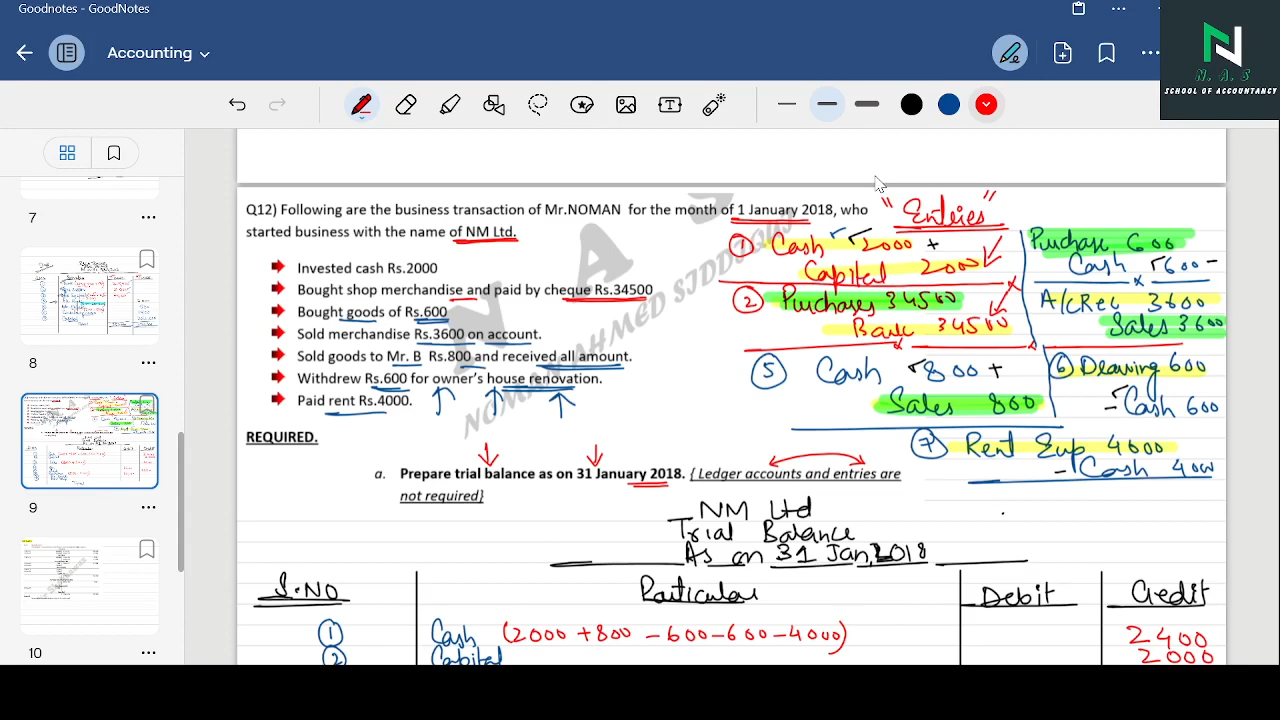 Goodnotes - GoodNotes
Accounting
N. A. S
SCHOOL OF ACCOUNTANCY
7
8
9
10
Q12) Following are the business transaction of Mr.NOMAN for the month of 1 January 2018, who
started business with the name of NM Ltd.
Invested cash Rs.2000
Bought shop merchandise and paid by cheque Rs.34500
Bought goods of Rs.600
Sold merchandise Rs.3600 on account.
Sold goods to Mr. B Rs.800 and received all amount.
Withdrew Rs.600 for owner's house renovation.
Paid rent Rs.4000.
REQUIRED.
a. Prepare trial balance as on 31 January 2018. {Ledger accounts and entries are
not required}
N A S
NOMAN AHMED SIDDIQUI
"Entries"
① Cash 2000 +
Capital 2000
② Purchases 34500
Bank 34500
Purchase 600
Cash 600 -
A/C Rec 3600
Sales 3600
⑤ Cash 800 +
Sales 800
⑥ Drawing 600
- Cash 600
⑦ Rent Exp 4000
- Cash 4000
NM Ltd
Trial Balance
As on 31 Jan, 2018
S.NO Particular Debit Credit
① Cash (2000 + 800 - 600 - 600 - 4000) 2400
② Capital 2000